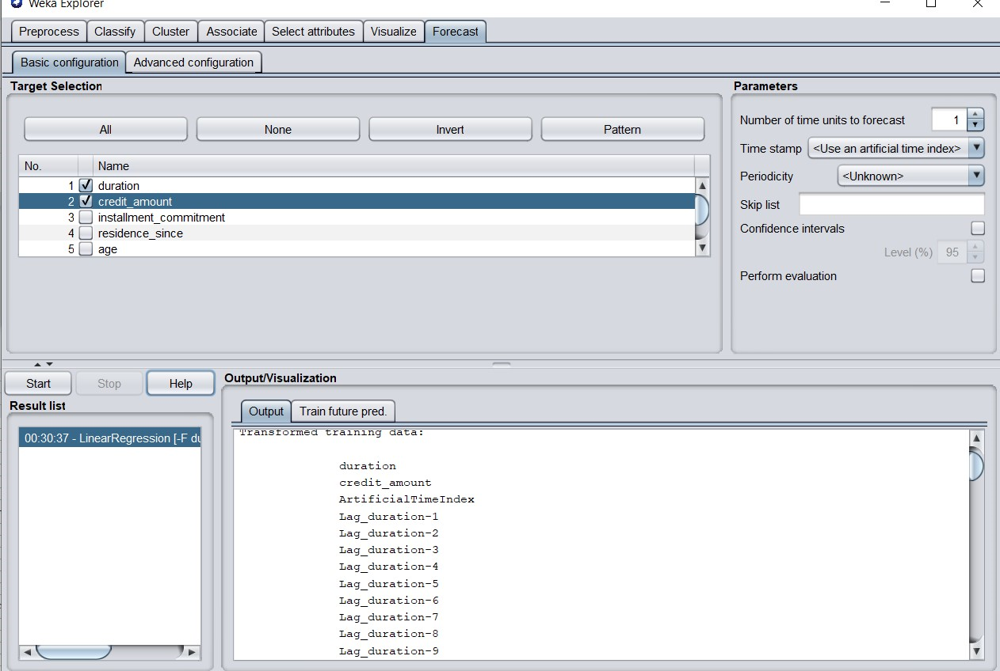 Weka Explorer
Preprocess Classify Cluster Associate Select attributes Visualize Forecast
Basic configuration Advanced configuration
Target Selection
All None Invert Pattern
No. Name
1 duration
2 credit_amount
3 installment_commitment
4 residence_since
5 age
Parameters
Number of time units to forecast 1
Time stamp <Use an artificial time index>
Periodicity <Unknown>
Skip list
Confidence intervals
Level (%) 95
Perform evaluation
Start Stop Help
Result list
00:30:37 - LinearRegression [-F du
Output/Visualization
Output Train future pred.
Transformed training data:
duration
credit_amount
ArtificialTimeIndex
Lag_duration-1
Lag_duration-2
Lag_duration-3
Lag_duration-4
Lag_duration-5
Lag_duration-6
Lag_duration-7
Lag_duration-8
Lag_duration-9